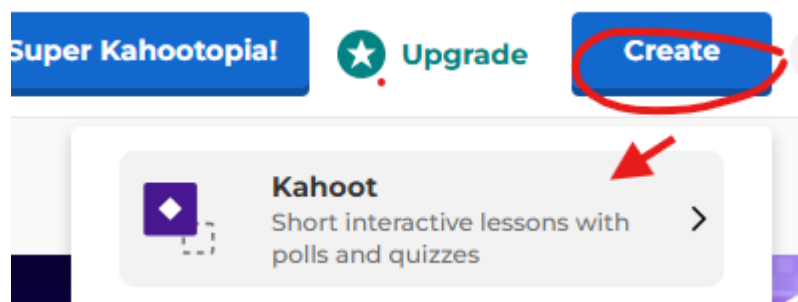 Super Kahootopia!
Upgrade
Create
Kahoot
Short interactive lessons with
polls and quizzes